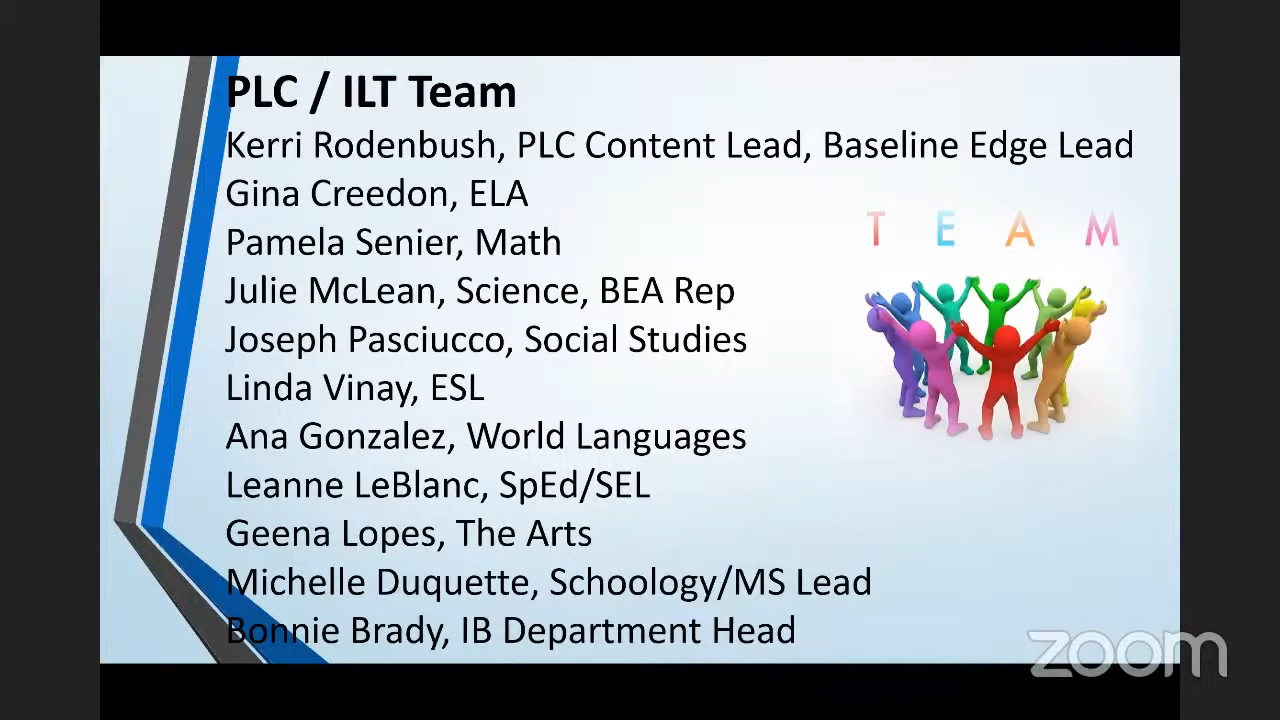 PLC / ILT Team
Kerri Rodenbush, PLC Content Lead, Baseline Edge Lead
Gina Creedon, ELA
Pamela Senier, Math
Julie McLean, Science, BEA Rep
Joseph Pasciucco, Social Studies
Linda Vinay, ESL
Ana Gonzalez, World Languages
Leanne LeBlanc, SpEd/SEL
Geena Lopes, The Arts
Michelle Duquette, Schoology/MS Lead
Bonnie Brady, IB Department Head
T E A M
zoom